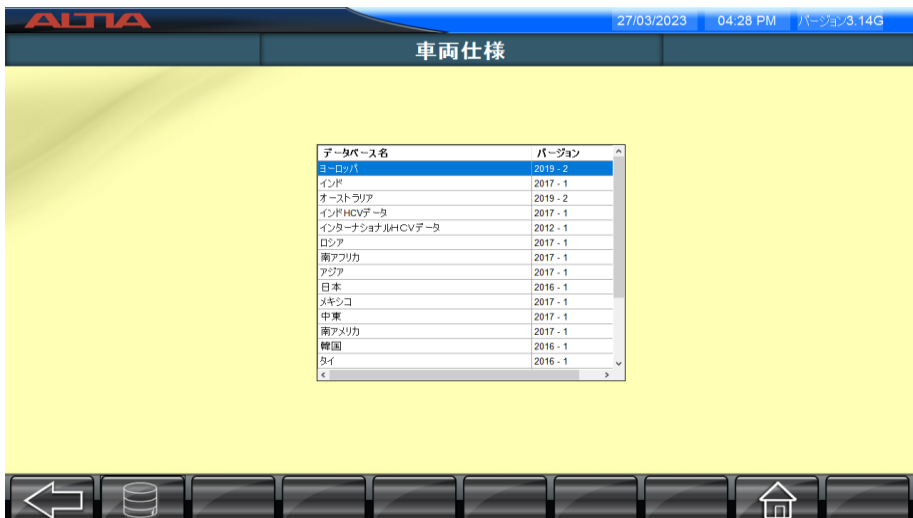 ALTIA 27/03/2023 04:28 PM バージョン3.14G
車両仕様
データベース名 バージョン
ヨーロッパ 2019 - 2
インド 2017 - 1
オーストラリア 2019 - 2
インドHCVデータ 2017 - 1
インターナショナルHCVデータ 2012 - 1
ロシア 2017 - 1
南アフリカ 2017 - 1
アジア 2017 - 1
日本 2016 - 1
メキシコ 2017 - 1
中東 2017 - 1
南アメリカ 2017 - 1
韓国 2016 - 1
タイ 2016 - 1